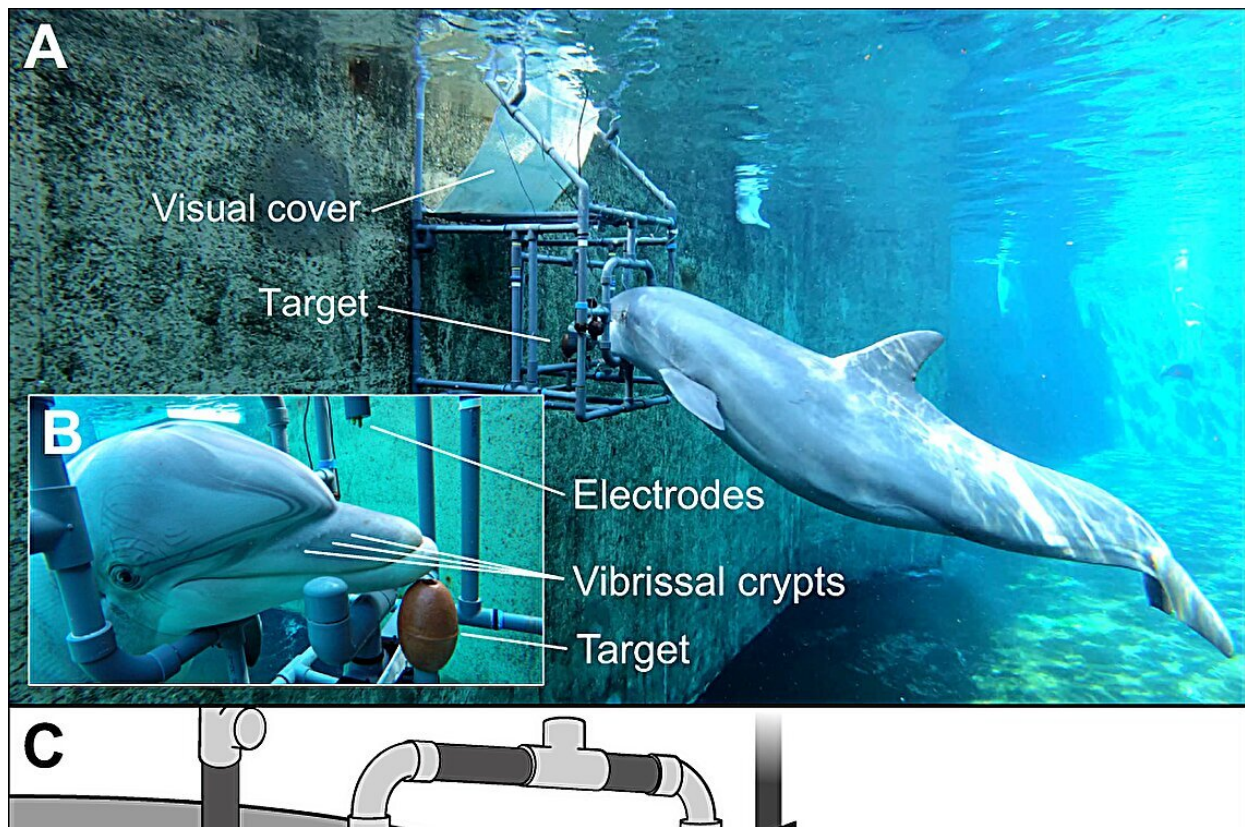 A
Visual cover
Target
B
Electrodes
Vibrissal crypts
Target
C